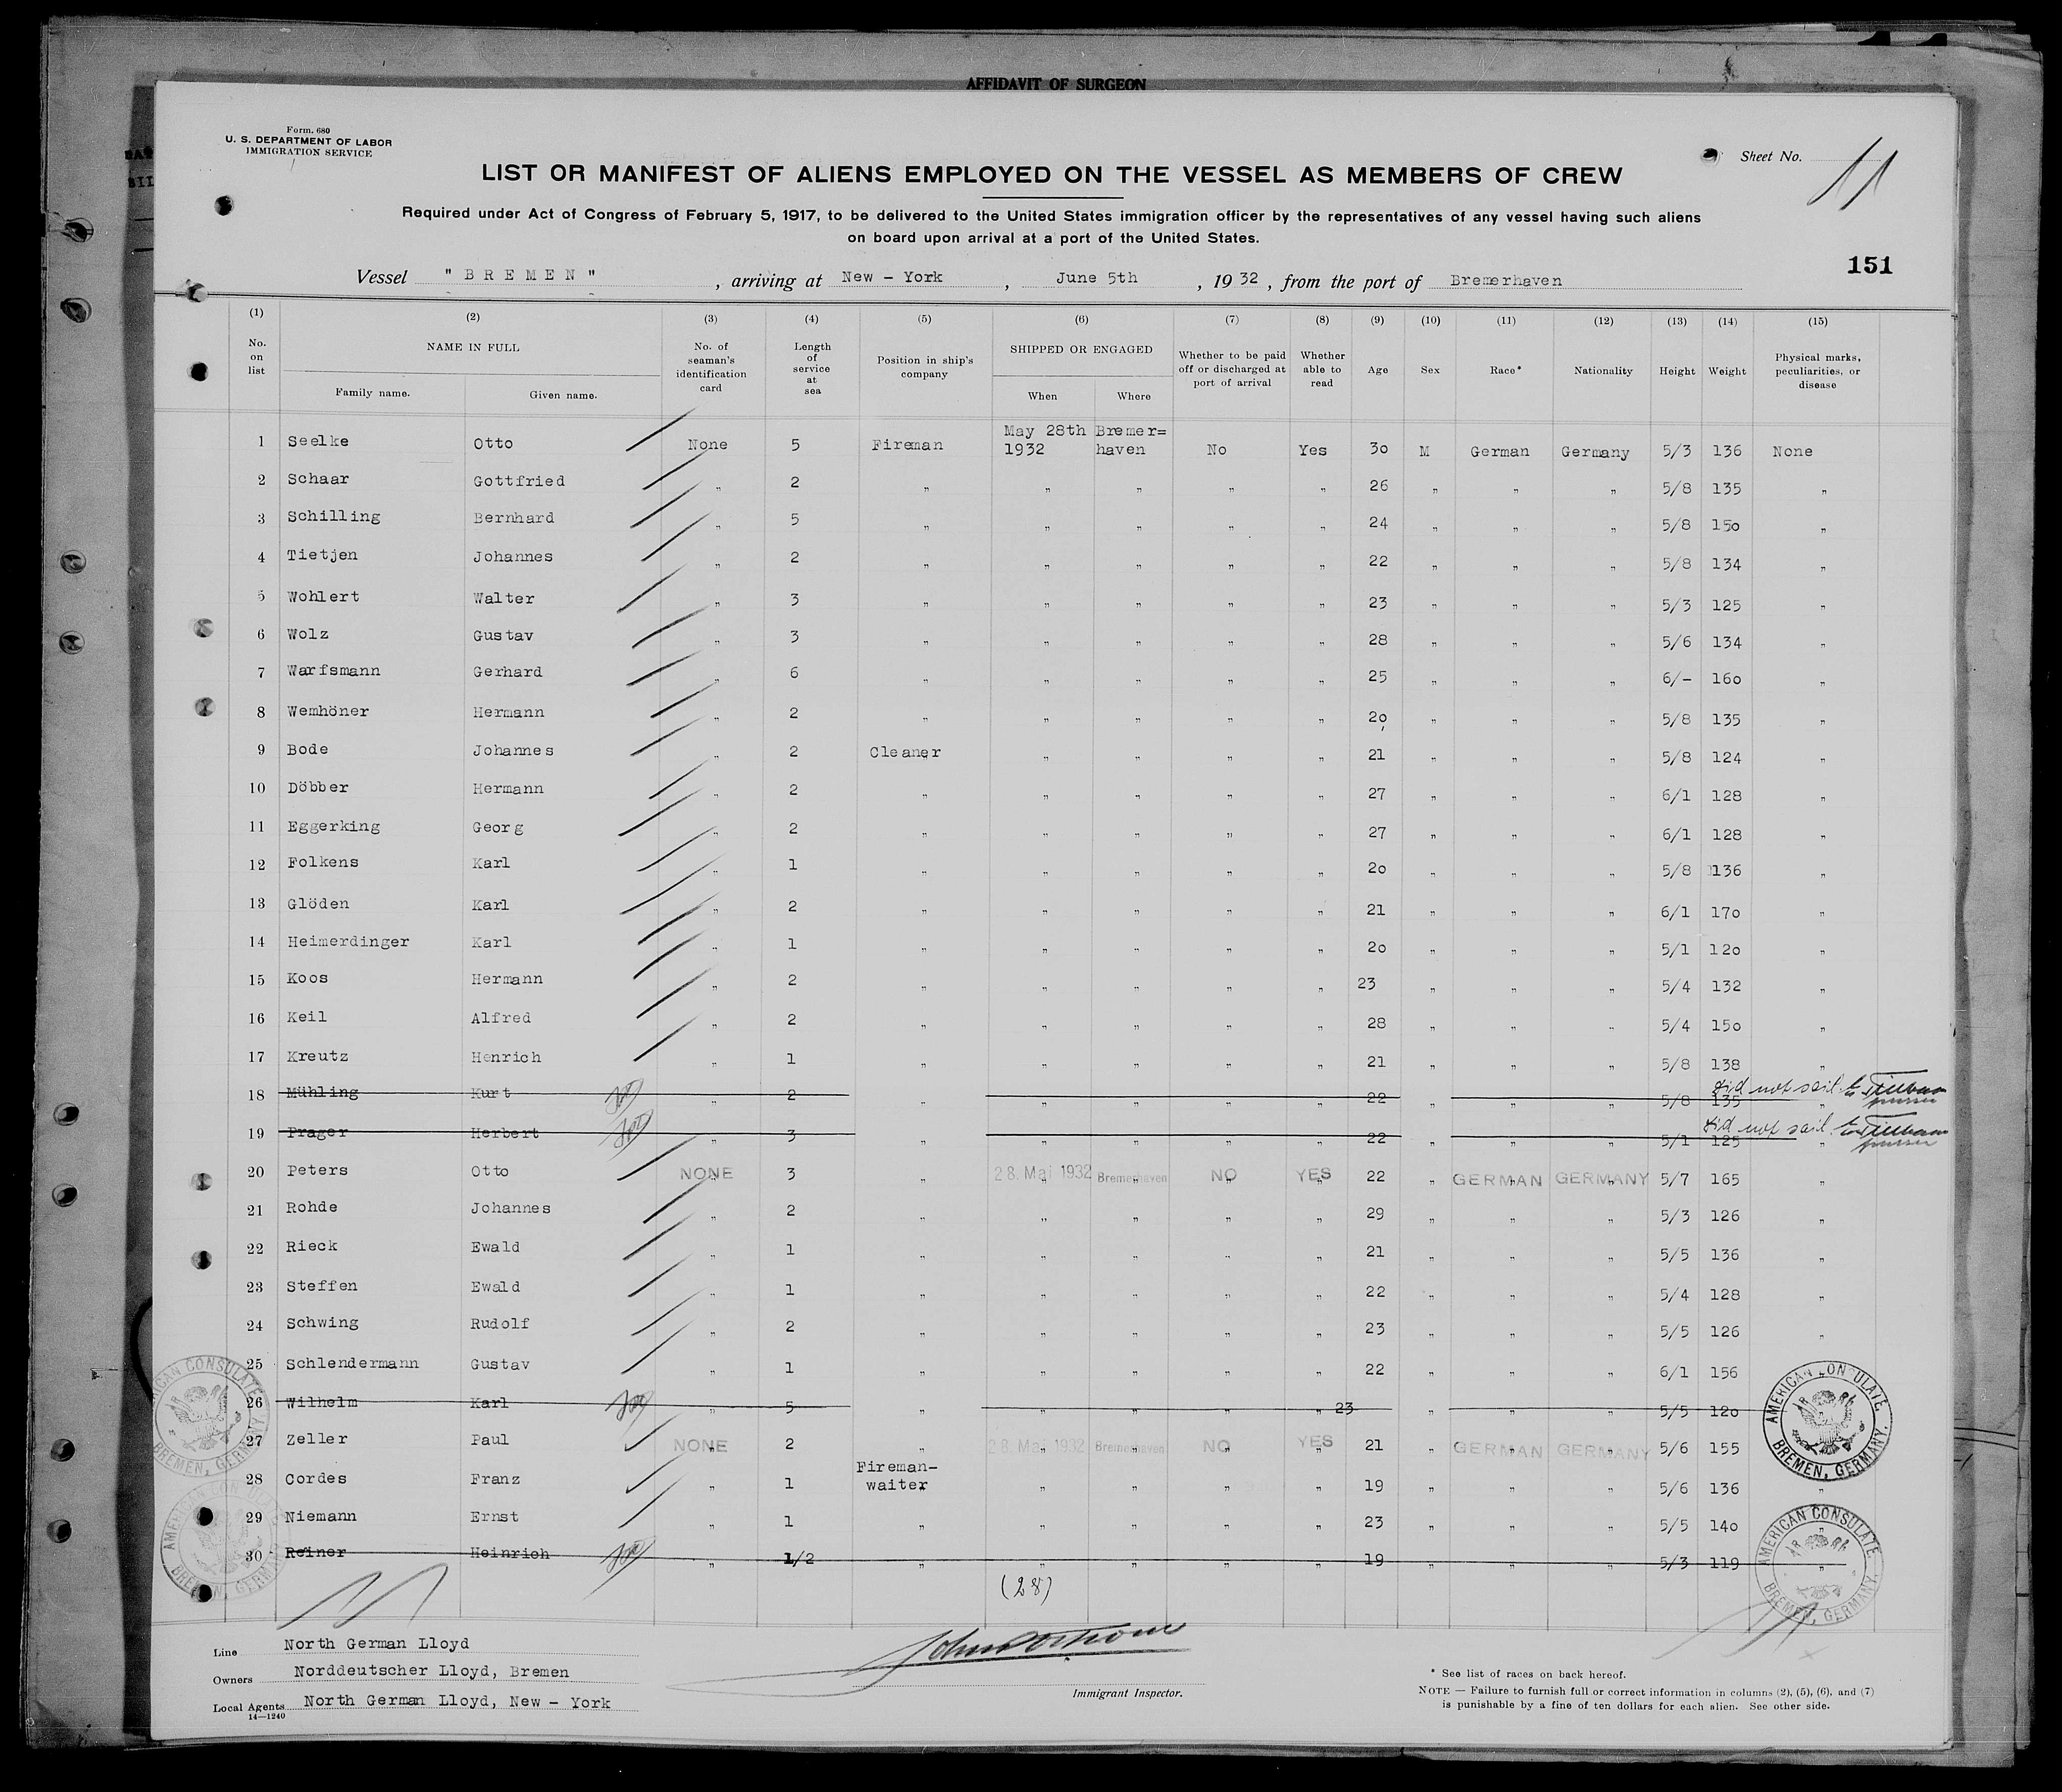 AFFIDAVIT OF SURGEON
Form. 680
U. S. DEPARTMENT OF LABOR
IMMIGRATION SERVICE
Sheet No. 11
LIST OR MANIFEST OF ALIENS EMPLOYED ON THE VESSEL AS MEMBERS OF CREW
Required under Act of Congress of February 5, 1917, to be delivered to the United States immigration officer by the representatives of any vessel having such aliens
on board upon arrival at a port of the United States.
151
Vessel " B R E M E N " , arriving at New - York , June 5th , 19 32 , from the port of Bremerhaven
(1) (2) (3) (4) (5) (6) (7) (8) (9) (10) (11) (12) (13) (14) (15)
No. on list NAME IN FULL Family name. Given name. No. of seaman's identification card Length of service at sea Position in ship's company SHIPPED OR ENGAGED When Where Whether to be paid off or discharged at port of arrival Whether able to read Age Sex Race* Nationality Height Weight Physical marks, peculiarities, or disease
1 Seelke Otto None 5 Fireman May 28th 1932 Bremer= haven No Yes 30 M German Germany 5/3 136 None
2 Schaar Gottfried " 2 " " " " " 26 " " " 5/8 135 "
3 Schilling Bernhard " 5 " " " " " 24 " " " 5/8 150 "
4 Tietjen Johannes " 2 " " " " " 22 " " " 5/8 134 "
5 Wohlert Walter " 3 " " " " " 23 " " " 5/3 125 "
6 Wolz Gustav " 3 " " " " " 28 " " " 5/6 134 "
7 Warfsmann Gerhard " 6 " " " " " 25 " " " 6/- 160 "
8 Wemhöner Hermann " 2 " " " " " 20 " " " 5/8 135 "
9 Bode Johannes " 2 Cleaner " " " " 21 " " " 5/8 124 "
10 Döbber Hermann " 2 " " " " " 27 " " " 6/1 128 "
11 Eggerking Georg " 2 " " " " " 27 " " " 6/1 128 "
12 Folkens Karl " 1 " " " " " 20 " " " 5/8 136 "
13 Glöden Karl " 2 " " " " " 21 " " " 6/1 170 "
14 Heimerdinger Karl " 1 " " " " " 20 " " " 5/1 120 "
15 Koos Hermann " 2 " " " " " 23 " " " 5/4 132 "
16 Keil Alfred " 2 " " " " " 28 " " " 5/4 150 "
17 Kreutz Henrich " 1 " " " " " 21 " " " 5/8 138 "
18 Mühling Kurt " 2 " " " " " 22 " " " 5/8 135 " did not sail
19 Prager Herbert " 3 " " " " " 22 " " " 5/1 125 " did not sail
20 Peters Otto NONE 3 " 28. Mai 1932 Bremerhaven NO YES 22 " GERMAN GERMANY 5/7 165 "
21 Rohde Johannes " 2 " " " " " 29 " " " 5/3 126 "
22 Rieck Ewald " 1 " " " " " 21 " " " 5/5 136 "
23 Steffen Ewald " 1 " " " " " 22 " " " 5/4 128 "
24 Schwing Rudolf " 2 " " " " " 23 " " " 5/5 126 "
25 Schlendermann Gustav " 1 " " " " " 22 " " " 6/1 156
26 Wilhelm Karl " 5 " " " " " 23 " " " 5/5 120
27 Zeller Paul NONE 2 " 28. Mai 1932 Bremerhaven NO YES 21 " GERMAN GERMANY 5/6 155
28 Cordes Franz " 1 Fireman- waiter " " " " 19 " " " 5/6 136 "
29 Niemann Ernst " 1 " " " " " 23 " " " 5/5 140 "
30 Reiner Heinrich " 1/2 " " " " " 19 " " " 5/3 119 "
(28)
AMERICAN CONSULATE BREMEN, GERMANY.
AMERICAN CONSULATE BREMEN, GERMANY.
AMERICAN CONSULATE, BREMEN, GERMANY.
AMERICAN CONSULATE, BREMEN, GERMANY.
Line North German Lloyd
Owners Norddeutscher Lloyd, Bremen
Local Agents North German Lloyd, New - York
14—1240
Immigrant Inspector.
* See list of races on back hereof.
NOTE — Failure to furnish full or correct information in columns (2), (5), (6), and (7)
is punishable by a fine of ten dollars for each alien. See other side.